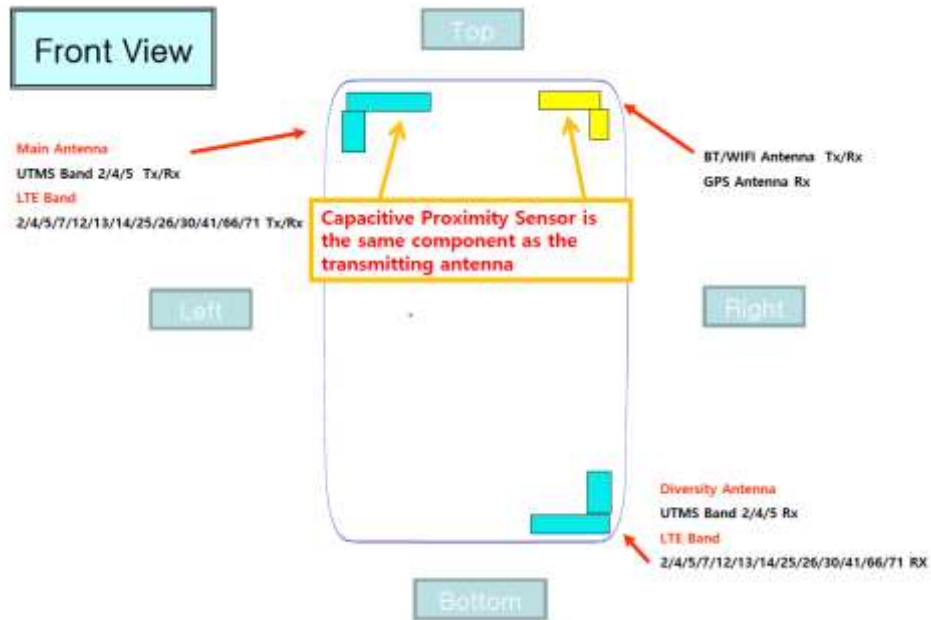 Front View
Top
Main Antenna
UTMS Band 2/4/5 Tx/Rx
LTE Band
2/4/5/7/12/13/14/25/26/30/41/66/71 Tx/Rx
BT/WIFI Antenna Tx/Rx
GPS Antenna Rx
Capacitive Proximity Sensor is
the same component as the
transmitting antenna
Left
Right
Diversity Antenna
UTMS Band 2/4/5 Rx
LTE Band
2/4/5/7/12/13/14/25/26/30/41/66/71 RX
Bottom